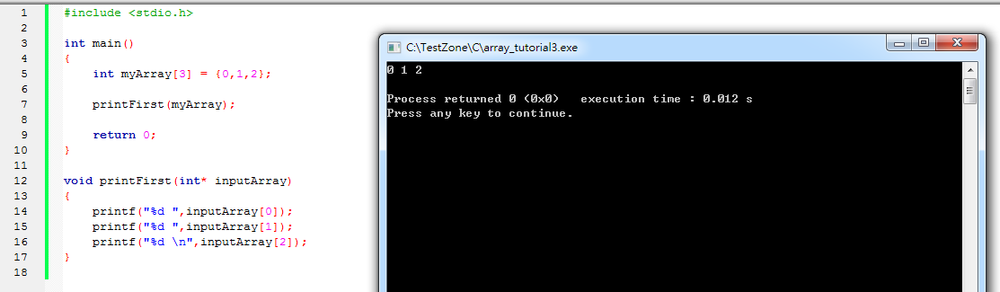 1 #include <stdio.h>
2
3 int main()
4 {
5     int myArray[3] = {0,1,2};
6
7     printFirst(myArray);
8
9     return 0;
10 }
11
12 void printFirst(int* inputArray)
13 {
14     printf("%d ",inputArray[0]);
15     printf("%d ",inputArray[1]);
16     printf("%d \n",inputArray[2]);
17 }
18
C:\TestZone\C\array_tutorial3.exe
0 1 2
Process returned 0 (0x0)   execution time : 0.012 s
Press any key to continue.